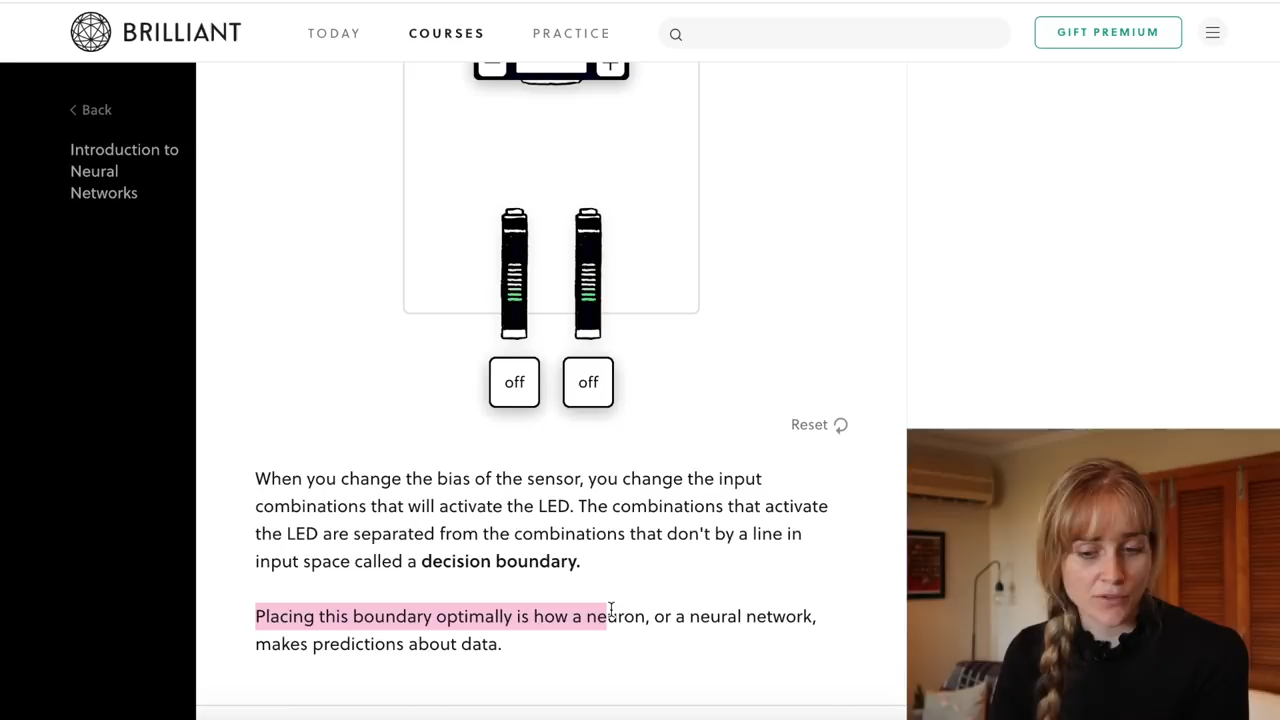 BRILLIANT
TODAY
COURSES
PRACTICE
GIFT PREMIUM
< Back
Introduction to
Neural
Networks
off
off
Reset
When you change the bias of the sensor, you change the input
combinations that will activate the LED. The combinations that activate
the LED are separated from the combinations that don't by a line in
input space called a decision boundary.
Placing this boundary optimally is how a neuron, or a neural network,
makes predictions about data.